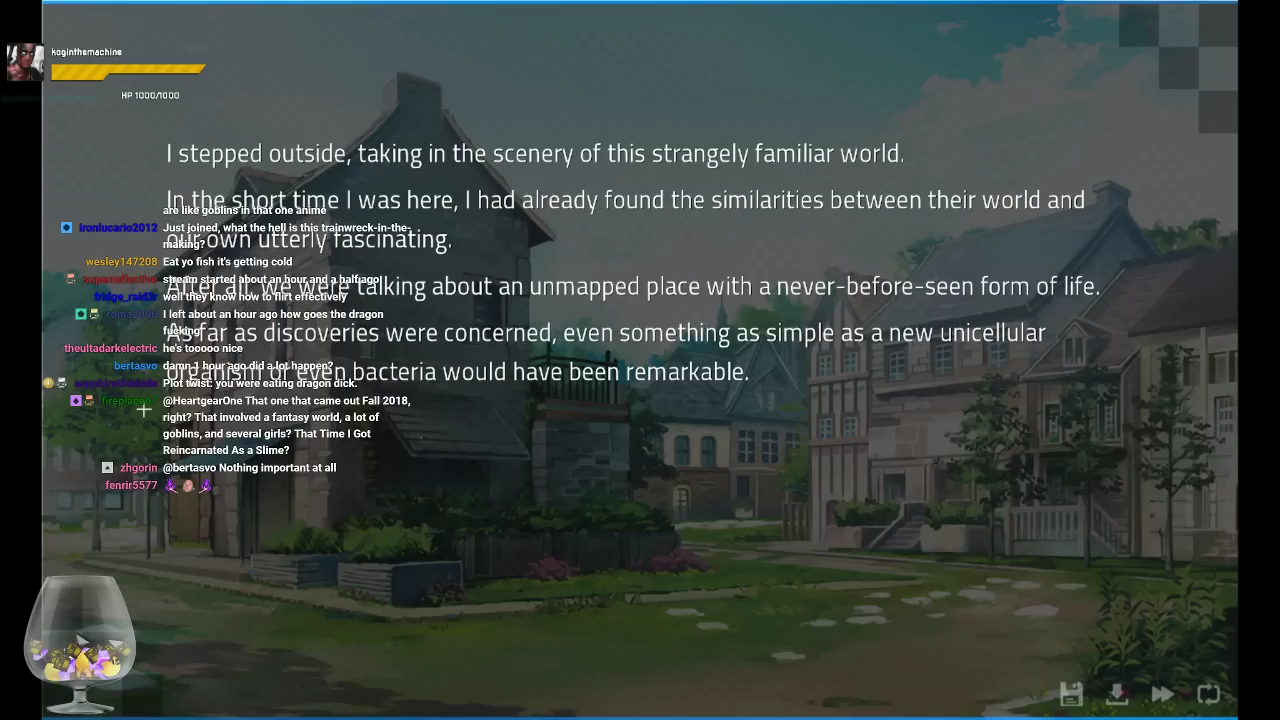 koginthemachine
HP 1000/1000
I stepped outside, taking in the scenery of this strangely familiar world.
In the short time I was here, I had already found the similarities between their world and
our own utterly fascinating.
After all, we were talking about an unmapped place with a never-before-seen form of life.
As far as discoveries were concerned, even something as simple as a new unicellular
organism or even bacteria would have been remarkable.
are like goblins in that one anime
ironlucario2012 Just joined, what the hell is this trainwreck-in-the-
making?
wesley147208 Eat yo fish it's getting cold
superreflective stream started about an hour and a half ago!
fridge_raid3r well they know how to flirt effectively
I left about an hour ago how goes the dragon
fucking
theultadarkelectric he's tooooo nice
bertasvo damn 1 hour ago did a lot happen?
Plot twist: you were eating dragon dick.
@HeartgearOne That one that came out Fall 2018,
right? That involved a fantasy world, a lot of
goblins, and several girls? That Time I Got
Reincarnated As a Slime?
zhgorin @bertasvo Nothing important at all
fenrir5577